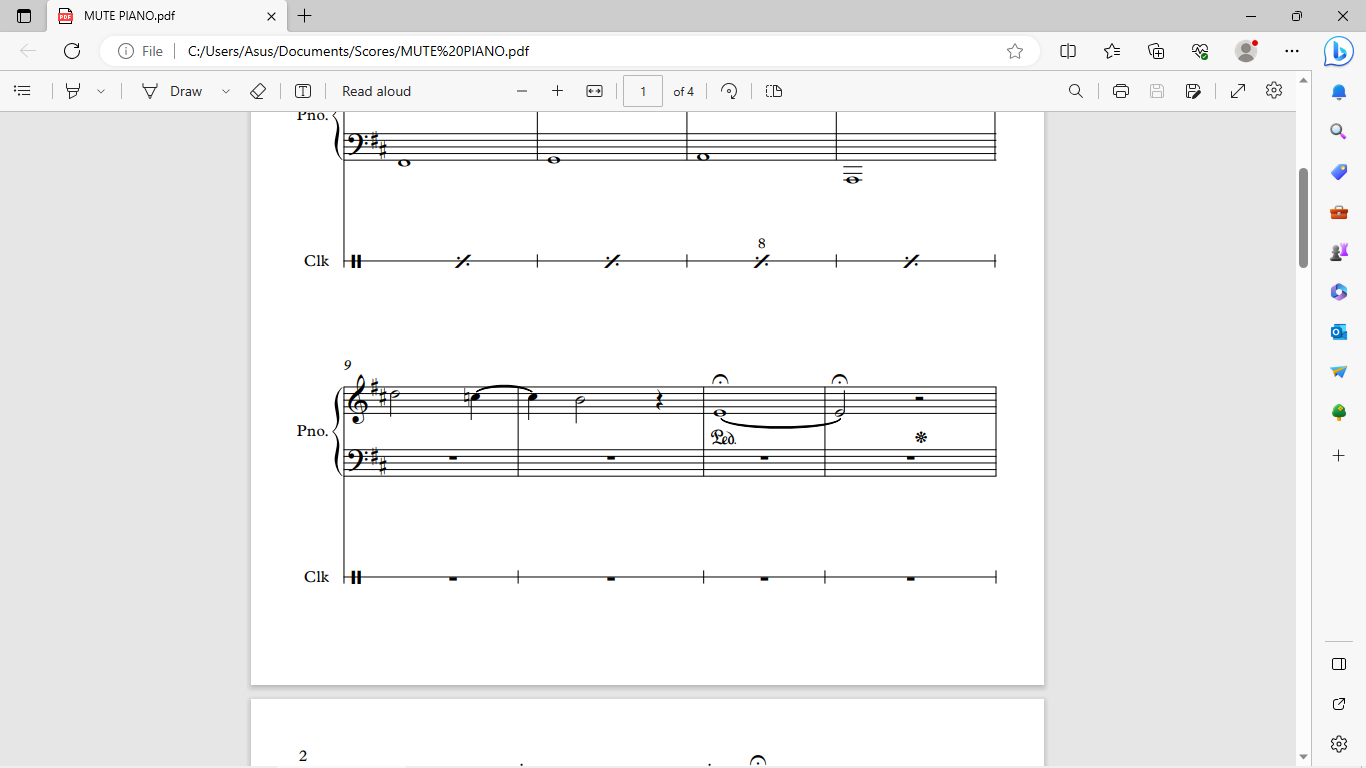 MUTE PIANO.pdf
File C:/Users/Asus/Documents/Scores/MUTE%20PIANO.pdf
Draw Read aloud 1 of 4
Pno.
8
Clk
9
Pno.
Ped.
Clk
2